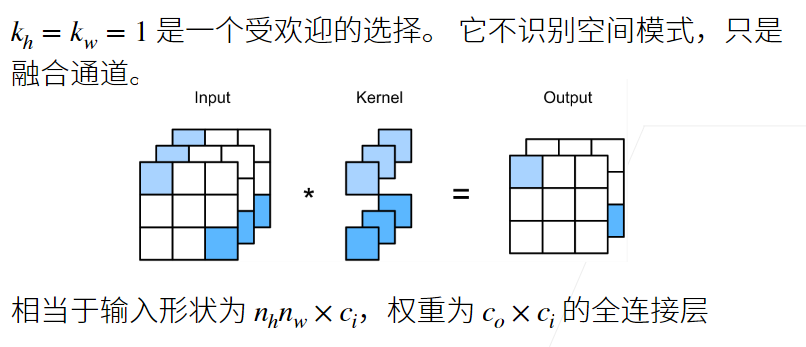 k_h = k_w = 1 是一个受欢迎的选择。 它不识别空间模式，只是
融合通道。
Input Kernel Output
* =
相当于输入形状为 n_h n_w × c_i，权重为 c_o × c_i 的全连接层